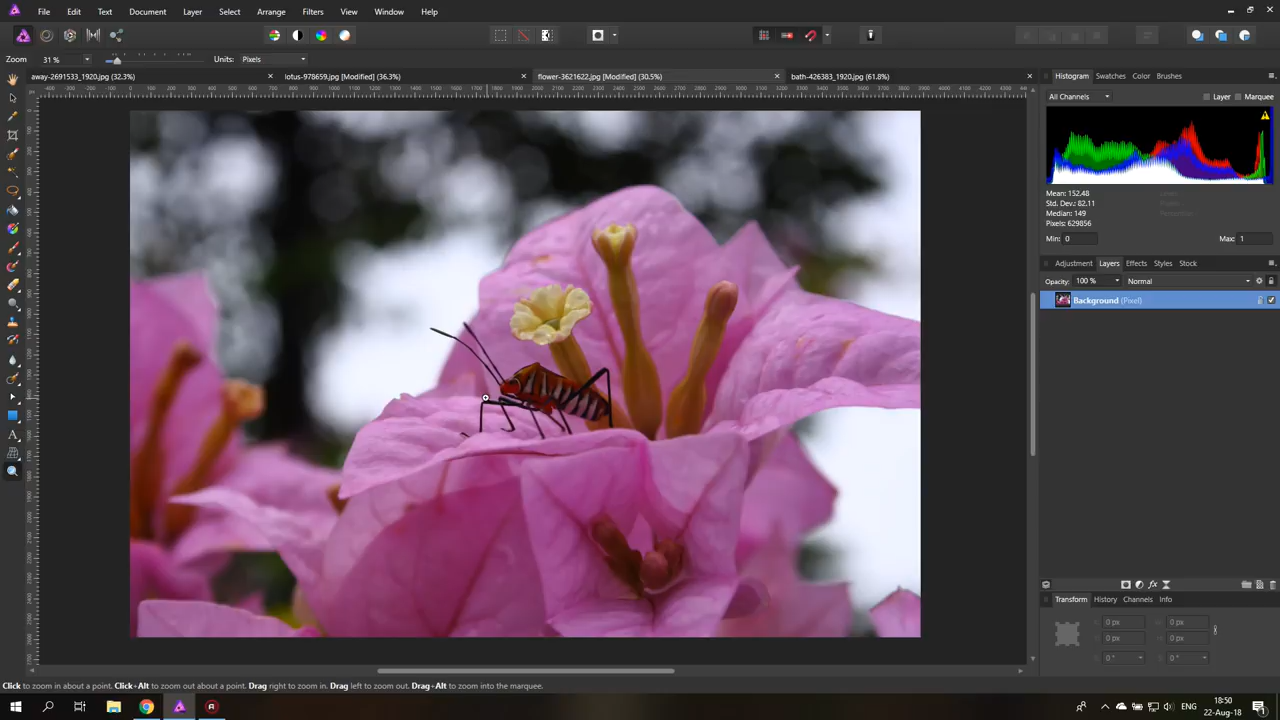 File Edit Text Document Layer Select Arrange Filters View Window Help
Zoom: 31 % Units: Pixels
away-2691533_1920.jpg (32.3%) lotus-978659.jpg [Modified] (36.3%) flower-3621622.jpg [Modified] (30.5%) bath-426383_1920.jpg (61.8%)
Histogram Swatches Color Brushes
All Channels Layer Marquee
Mean: 152.48
Std. Dev.: 82.11
Median: 149
Pixels: 629856
Min: 0 Max: 1
Adjustment Layers Effects Styles Stock
Opacity: 100 % Normal
Background (Pixel)
Transform History Channels Info
X: 0 px W: 0 px
Y: 0 px H: 0 px
R: 0 ° S: 0 °
Click to zoom in about a point. Click+Alt to zoom out about a point. Drag right to zoom in. Drag left to zoom out. Drag+Alt to zoom into the marquee.
ENG
18:50
22-Aug-18